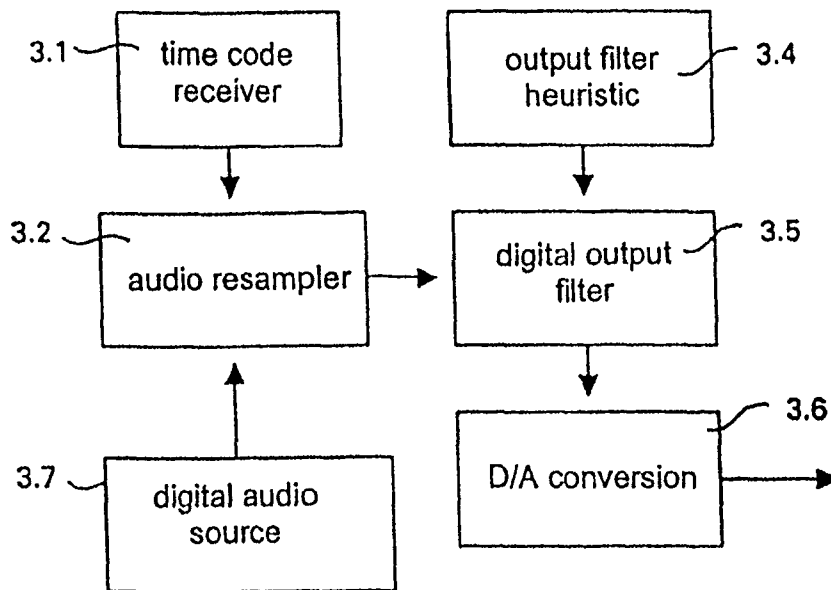 3.1
time code
receiver
output filter
heuristic
3.4
3.2
audio resampler
digital output
filter
3.5
3.7
digital audio
source
D/A conversion
3.6